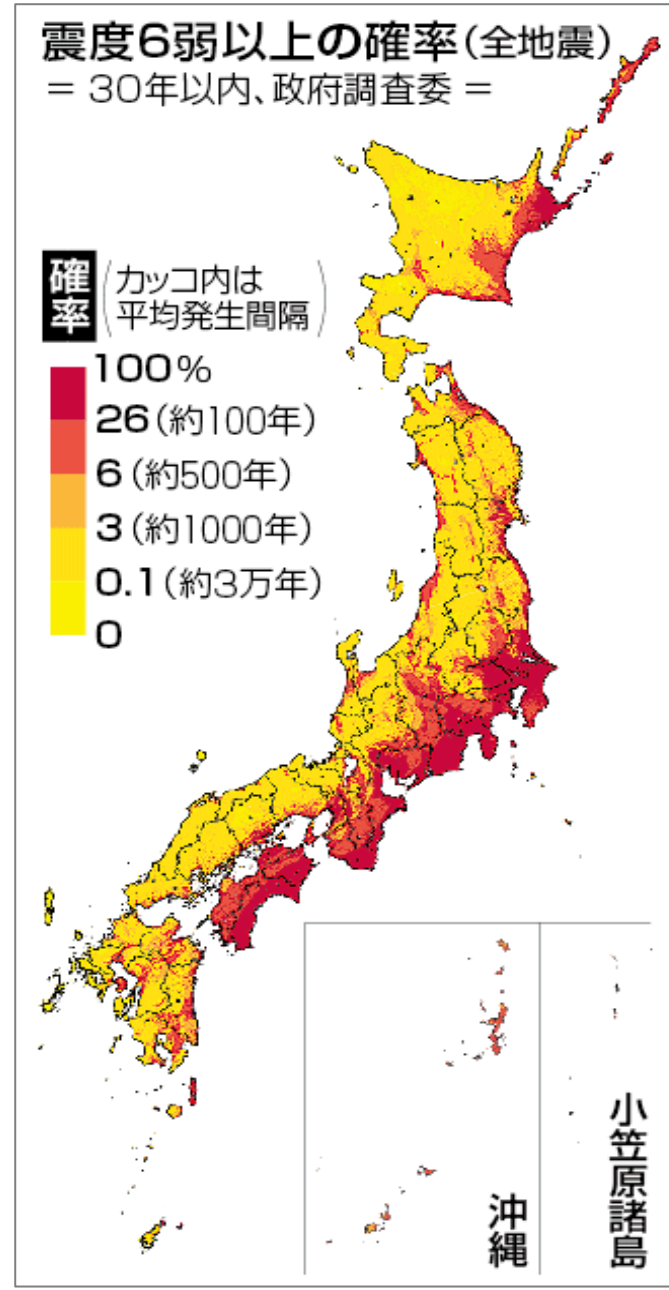 震度6弱以上の確率(全地震)
= 30年以内、政府調査委 =
確率
(カッコ内は
平均発生間隔)
100%
26(約100年)
6(約500年)
3(約1000年)
0.1(約3万年)
0
沖縄
小笠原諸島